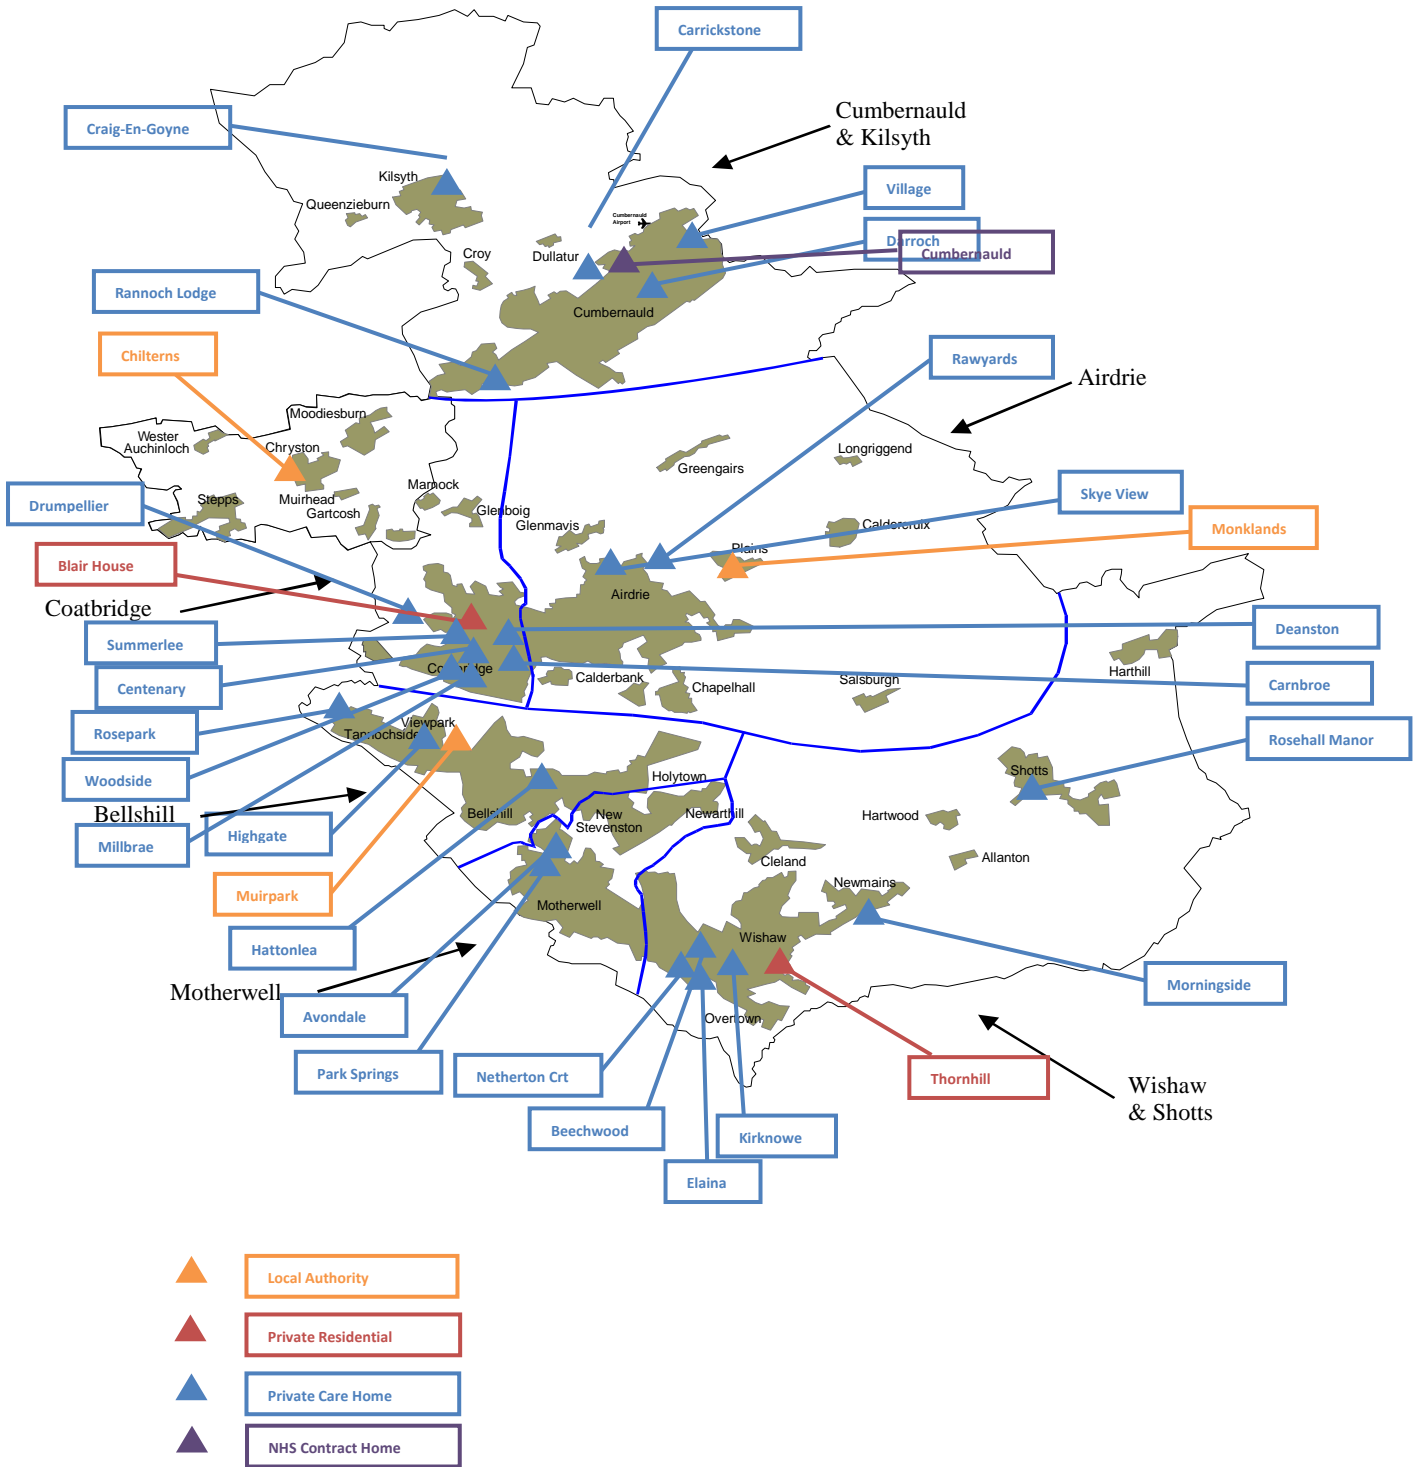 Carrickstone
Cumbernauld
& Kilsyth
Craig-En-Goyne
Kilsyth
Queenzieburn
Village
Cumbernauld
Airport
Darroch
Cumbernauld
Dullatur
Croy
Rannoch Lodge
Cumbernauld
Chilterns
Rawyards
Airdrie
Moodiesburn
Wester
Auchinloch
Chryston
Greengairs
Longriggend
Stepps
Muirhead
Gartcosh
Marnock
Glenboig
Glenmavis
Caldercruix
Skye View
Drumpellier
Monklands
Plains
Blair House
Airdrie
Coatbridge
Summerlee
Deanston
Harthill
Coatbridge
Calderbank
Chapelhall
Salsburgh
Centenary
Carnbroe
Rosepark
Tannochside
Viewpark
Rosehall Manor
Woodside
Holytown
Shotts
Bellshill
Bellshill
New
Stevenston
Newarthill
Hartwood
Highgate
Millbrae
Cleland
Allanton
Newmains
Muirpark
Motherwell
Hattonlea
Wishaw
Motherwell
Morningside
Avondale
Overtown
Park Springs
Netherton Crt
Thornhill
Wishaw
& Shotts
Beechwood
Kirknowe
Elaina
Local Authority
Private Residential
Private Care Home
NHS Contract Home